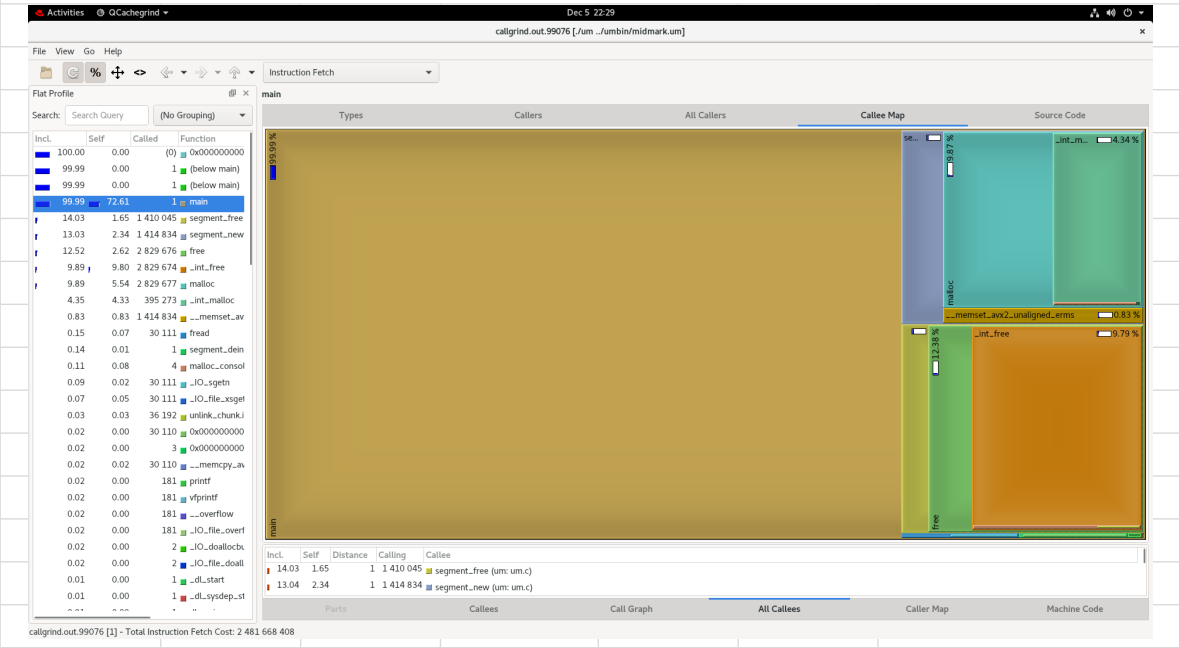 Activities QCachegrind Dec 5 22:29
callgrind.out.99076 [./um ../umbin/midmark.um] ×
File View Go Help
% Instruction Fetch
Flat Profile
Search: Search Query (No Grouping)
Incl. Self Called Function
100.00 0.00 (0) 0x000000000
99.99 0.00 1 (below main)
99.99 0.00 1 (below main)
99.99 72.61 1 main
14.03 1.65 1 410 045 segment_free
13.03 2.34 1 414 834 segment_new
12.52 2.62 2 829 676 free
9.89 9.80 2 829 674 _int_free
9.89 5.54 2 829 677 malloc
4.35 4.33 395 273 _int_malloc
0.83 0.83 1 414 834 __memset_av
0.15 0.07 30 111 fread
0.14 0.01 1 segment_dein
0.11 0.08 4 malloc_consol
0.09 0.02 30 111 _IO_sgetn
0.07 0.05 30 111 _IO_file_xsget
0.03 0.03 36 192 unlink_chunk.i
0.02 0.00 30 110 0x000000000
0.02 0.00 3 0x000000000
0.02 0.02 30 110 __memcpy_av
0.02 0.00 181 printf
0.02 0.00 181 vfprintf
0.02 0.00 181 __overflow
0.02 0.00 181 _IO_file_overf
0.02 0.00 2 _IO_doallocbu
0.02 0.00 2 _IO_file_doall
0.01 0.00 1 _dl_start
0.01 0.00 1 _dl_sysdep_st
main
Types Callers All Callers Callee Map Source Code
99.99 %
main
se...
9.87 %
malloc
_int_m... 4.34 %
__memset_avx2_unaligned_erms 0.83 %
12.38 %
free
_int_free 9.79 %
Incl. Self Distance Calling Callee
14.03 1.65 1 1 410 045 segment_free (um: um.c)
13.04 2.34 1 1 414 834 segment_new (um: um.c)
Parts Callees Call Graph All Callees Caller Map Machine Code
callgrind.out.99076 [1] - Total Instruction Fetch Cost: 2 481 668 408